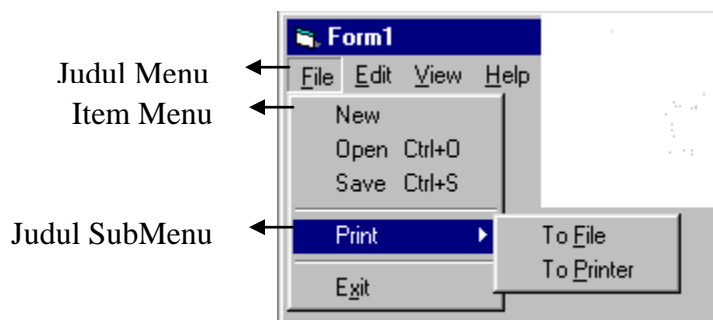 Form1
Judul Menu
File Edit View Help
Item Menu
New
Open Ctrl+O
Save Ctrl+S
Judul SubMenu
Print
To File
To Printer
Exit